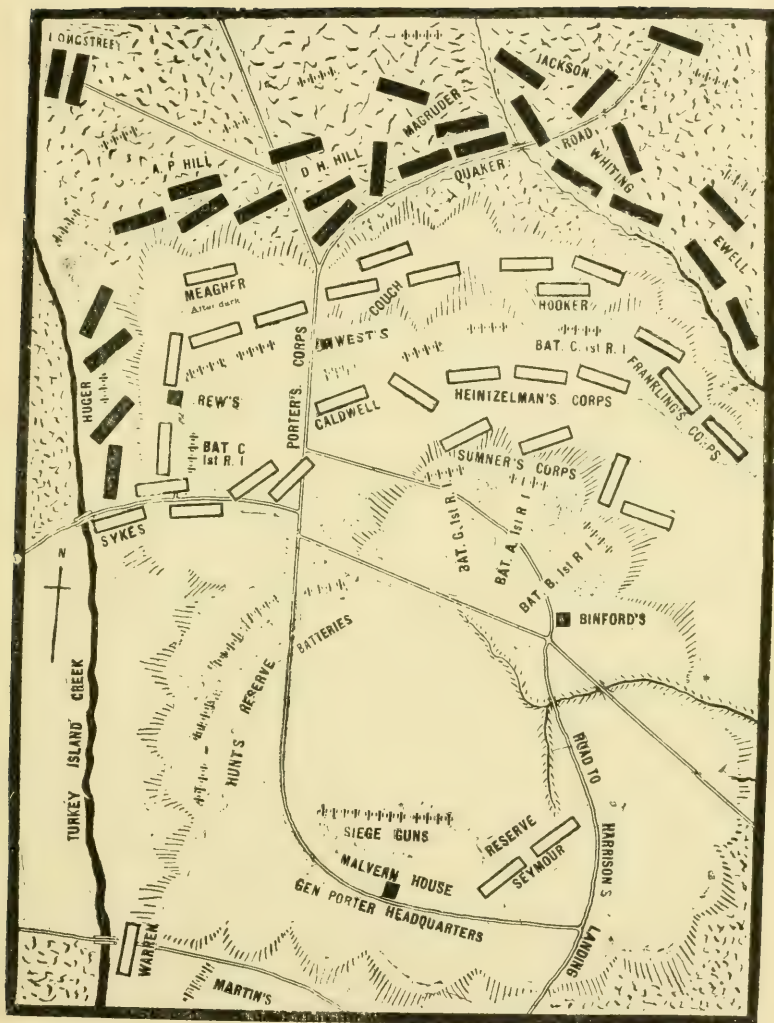 LONGSTREET
JACKSON.
MAGRUDER
A. P HILL
D. H. HILL
QUAKER
ROAD
WHITING
EWELL
MEAGHER
After dark
COUCH
HOOKER
PORTER'S CORPS
WEST'S
BAT. C. 1st R. I
HUGER
REW'S
CALDWELL
HEINTZELMAN'S CORPS
FRANKLING'S CORPS
BAT. C
1st R. I
SUMNER'S CORPS
SYKES
BAT. G. 1st R. I
BAT. A. 1st R I
BAT. B. 1st R. I
N
BINFORD'S
BATTERIES
HUNT'S RESERVE
TURKEY ISLAND CREEK
ROAD TO
HARRISON'S
LANDING
SIEGE GUNS
RESERVE
SEYMOUR
MALVERN HOUSE
GEN PORTER HEADQUARTERS
WARREN
MARTIN'S